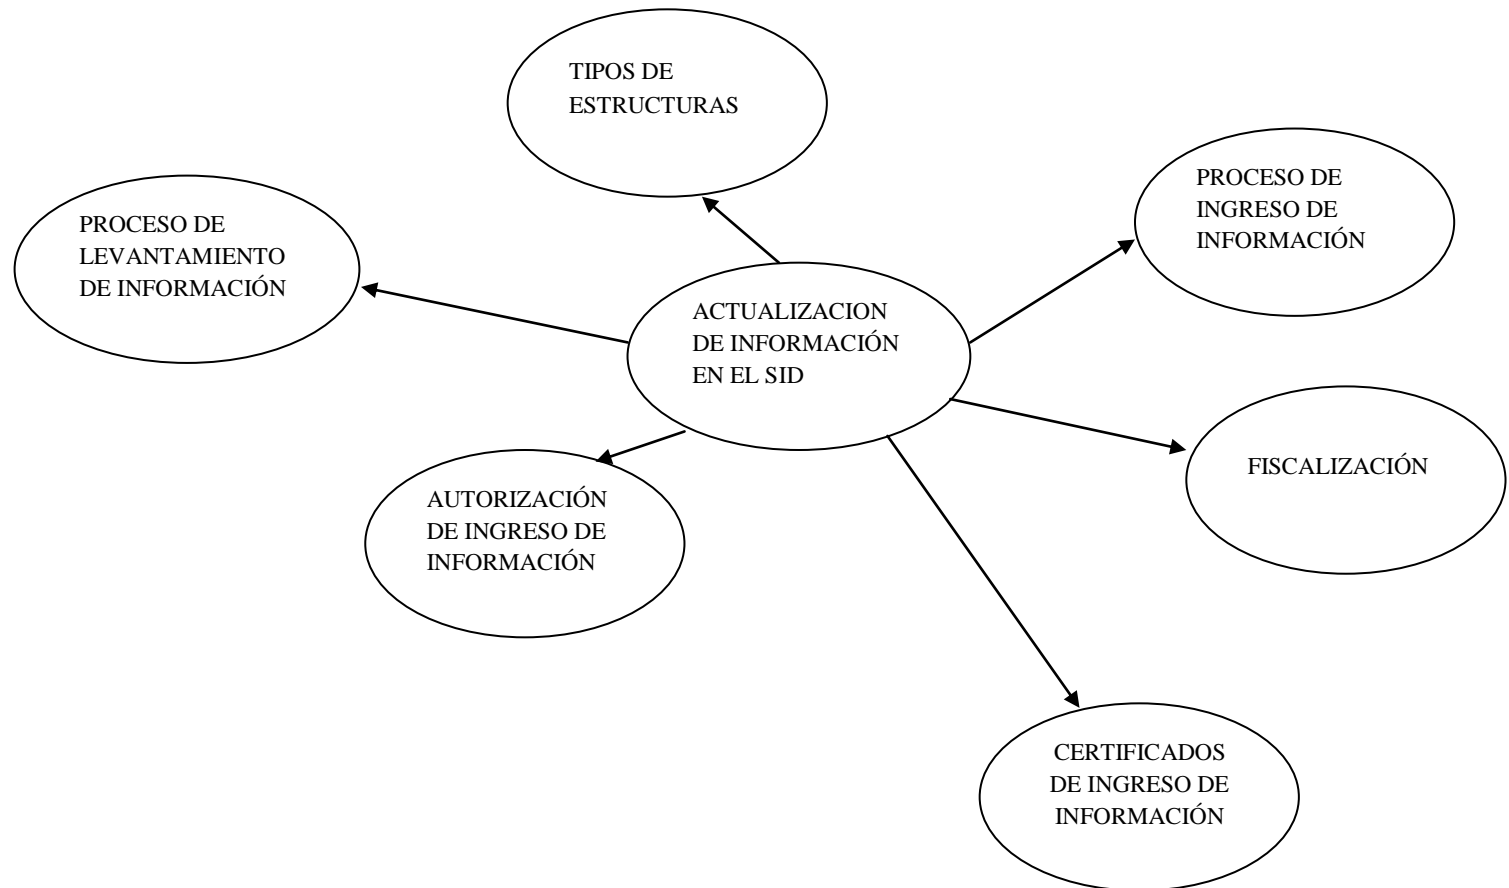 TIPOS DE
ESTRUCTURAS
PROCESO DE
INGRESO DE
INFORMACIÓN
PROCESO DE
LEVANTAMIENTO
DE INFORMACIÓN
ACTUALIZACION
DE INFORMACIÓN
EN EL SID
FISCALIZACIÓN
AUTORIZACIÓN
DE INGRESO DE
INFORMACIÓN
CERTIFICADOS
DE INGRESO DE
INFORMACIÓN